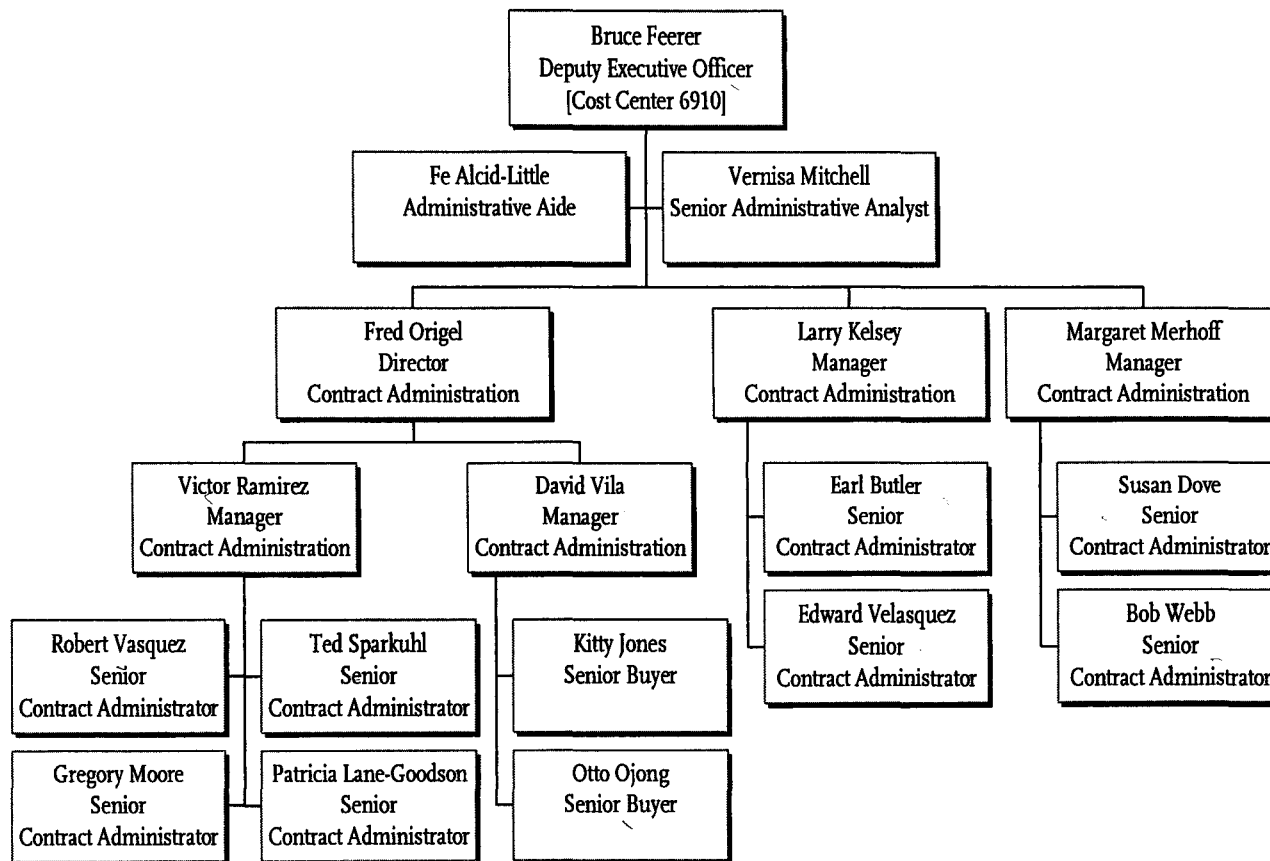 Bruce Feerer
Deputy Executive Officer
[Cost Center 6910]
Fe Alcid-Little
Administrative Aide
Vernisa Mitchell
Senior Administrative Analyst
Fred Origel
Director
Contract Administration
Larry Kelsey
Manager
Contract Administration
Margaret Merhoff
Manager
Contract Administration
Victor Ramirez
Manager
Contract Administration
David Vila
Manager
Contract Administration
Earl Butler
Senior
Contract Administrator
Susan Dove
Senior
Contract Administrator
Robert Vasquez
Senior
Contract Administrator
Ted Sparkuhl
Senior
Contract Administrator
Kitty Jones
Senior Buyer
Edward Velasquez
Senior
Contract Administrator
Bob Webb
Senior
Contract Administrator
Gregory Moore
Senior
Contract Administrator
Patricia Lane-Goodson
Senior
Contract Administrator
Otto Ojong
Senior Buyer